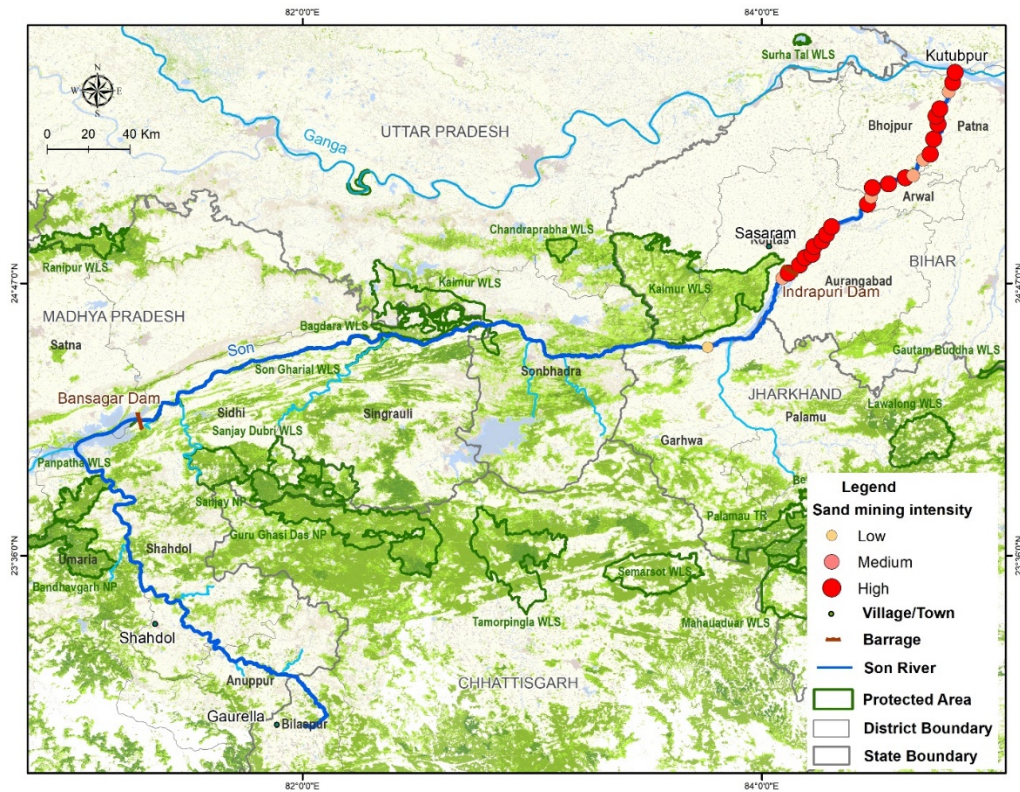 82°0'0"E
84°0'0"E
Surha Tal WLS
Kutubpur
N
W
E
S
0 20 40 Km
Ganga
UTTAR PRADESH
Bhojpur
Patna
Arwal
Chandraprabha WLS
Sasaram
Rohtas
BIHAR
Ranipur WLS
24°47'0"N
24°47'0"N
Kaimur WLS
Kaimur WLS
Aurangabad
Indrapuri Dam
MADHYA PRADESH
Bagdara WLS
Satna
Son
Son Gharial WLS
Sonbhadra
Gautam Buddha WLS
JHARKHAND
Bansagar Dam
Sidhi
Singrauli
Palamu
Lawalong WLS
Sanjay Dubri WLS
Garhwa
Panpatha WLS
Sanjay NP
Palamau TR
Guru Ghasi Das NP
Shahdol
Umaria
23°36'0"N
23°36'0"N
Bandhavgarh NP
Semarsot WLS
Tamorpingla WLS
Mahauaduar WLS
Shahdol
Anuppur
CHHATTISGARH
Gaurella
Bilaspur
Legend
Sand mining intensity
Low
Medium
High
Village/Town
Barrage
Son River
Protected Area
District Boundary
State Boundary
82°0'0"E
84°0'0"E